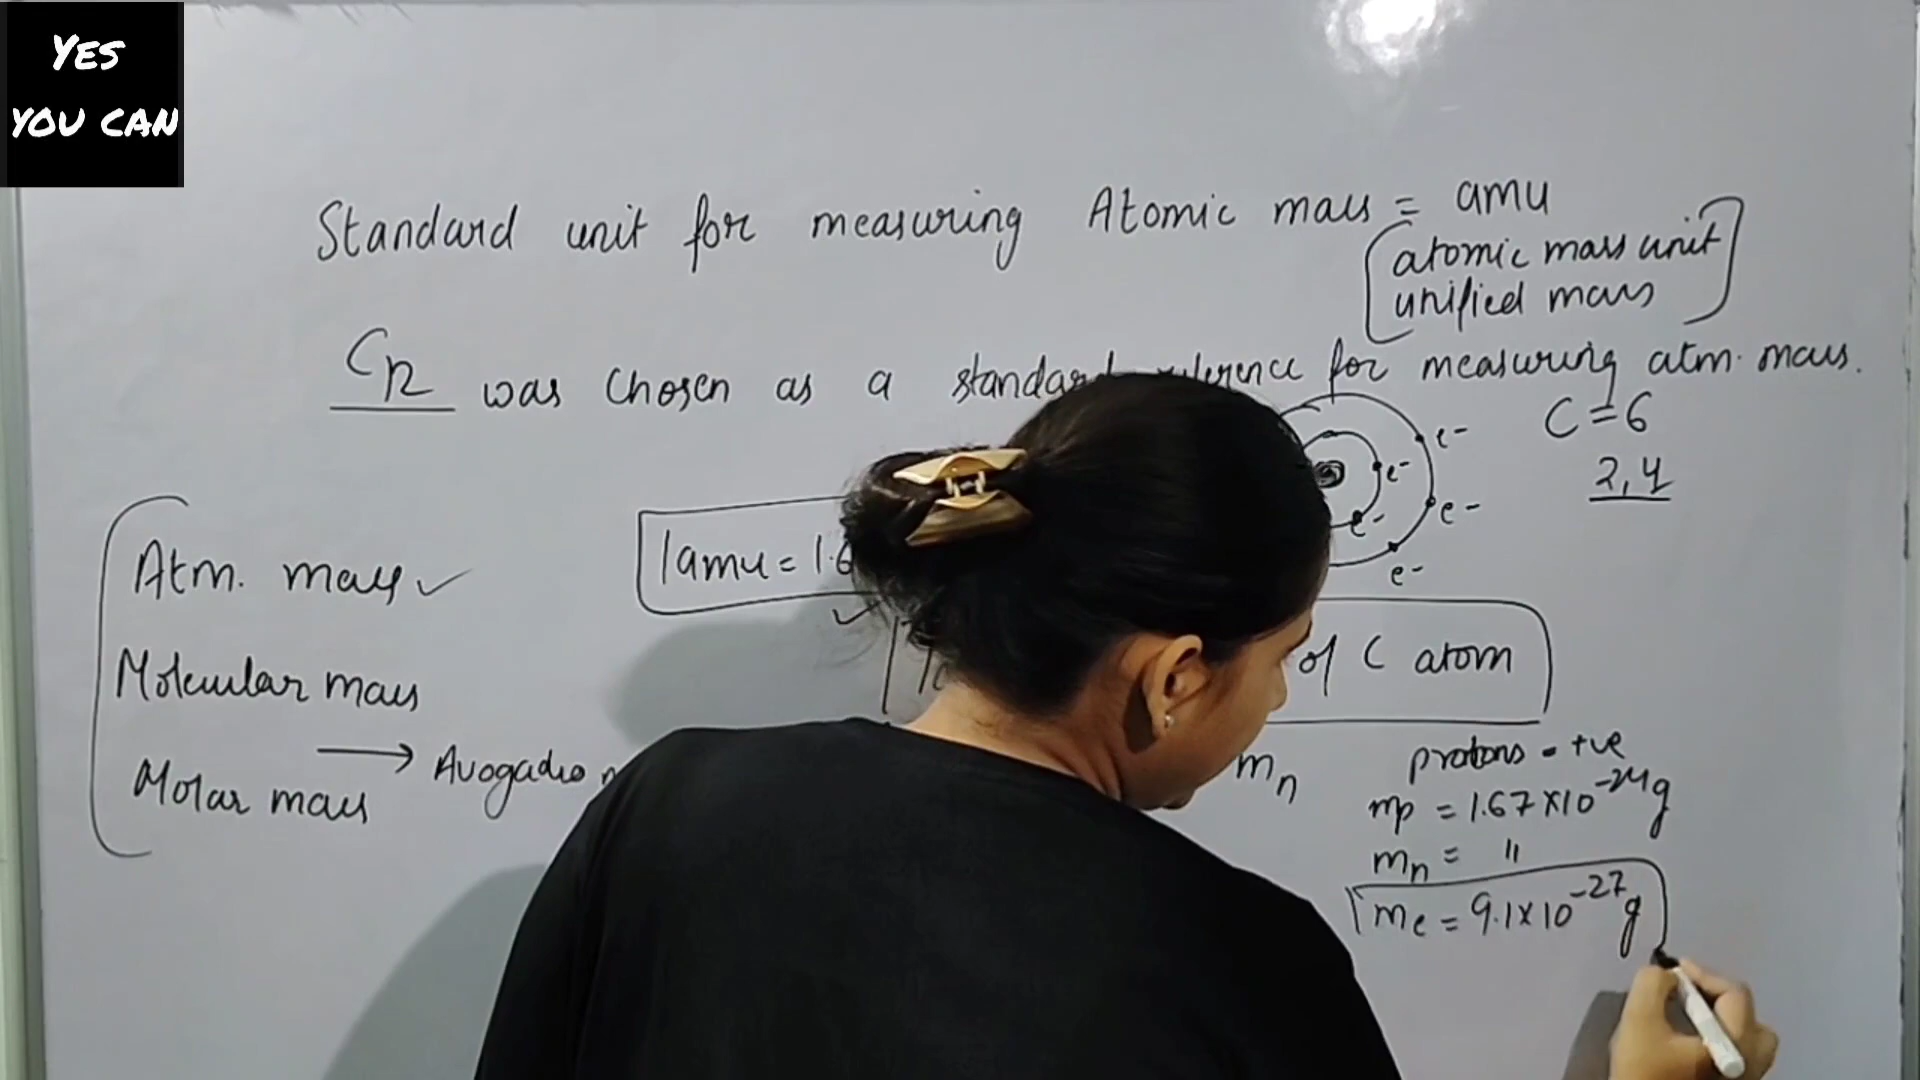 YES
YOU CAN
Standard unit for measuring Atomic mass = amu
atomic mass unit
unified mass
C12 was chosen as a standard reference for measuring atm. mass.
C = 6
2,4
e-
e-
e-
e-
e-
Atm. mass ✓
1amu = 1.6
of C atom
Molecular mass
Molar mass → Avogadro
mn
protons - +ve
mp = 1.67×10-24g
mn = "
me = 9.1×10-27g